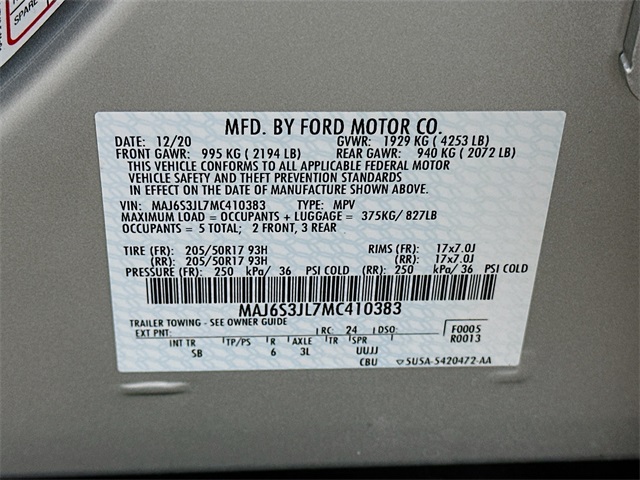 MFD. BY FORD MOTOR CO.
DATE: 12/20 GVWR: 1929 KG ( 4253 LB)
FRONT GAWR: 995 KG ( 2194 LB) REAR GAWR: 940 KG ( 2072 LB)
THIS VEHICLE CONFORMS TO ALL APPLICABLE FEDERAL MOTOR
VEHICLE SAFETY AND THEFT PREVENTION STANDARDS
IN EFFECT ON THE DATE OF MANUFACTURE SHOWN ABOVE.
VIN: MAJ6S3JL7MC410383 TYPE: MPV
MAXIMUM LOAD = OCCUPANTS + LUGGAGE = 375KG/ 827LB
OCCUPANTS = 5 TOTAL; 2 FRONT, 3 REAR
TIRE (FR): 205/50R17 93H RIMS (FR): 17x7.0J
(RR): 205/50R17 93H (RR): 17x7.0J
PRESSURE (FR): 250 kPa/ 36 PSI COLD (RR): 250 kPa/ 36 PSI COLD
MAJ6S3JL7MC410383
TRAILER TOWING - SEE OWNER GUIDE
EXT PNT: RC: 24 DSO: F0005
R0013
INT TR TP/PS R AXLE TR SPR
SB 6 3L UUJJ
CBU 5U5A-5420472-AA